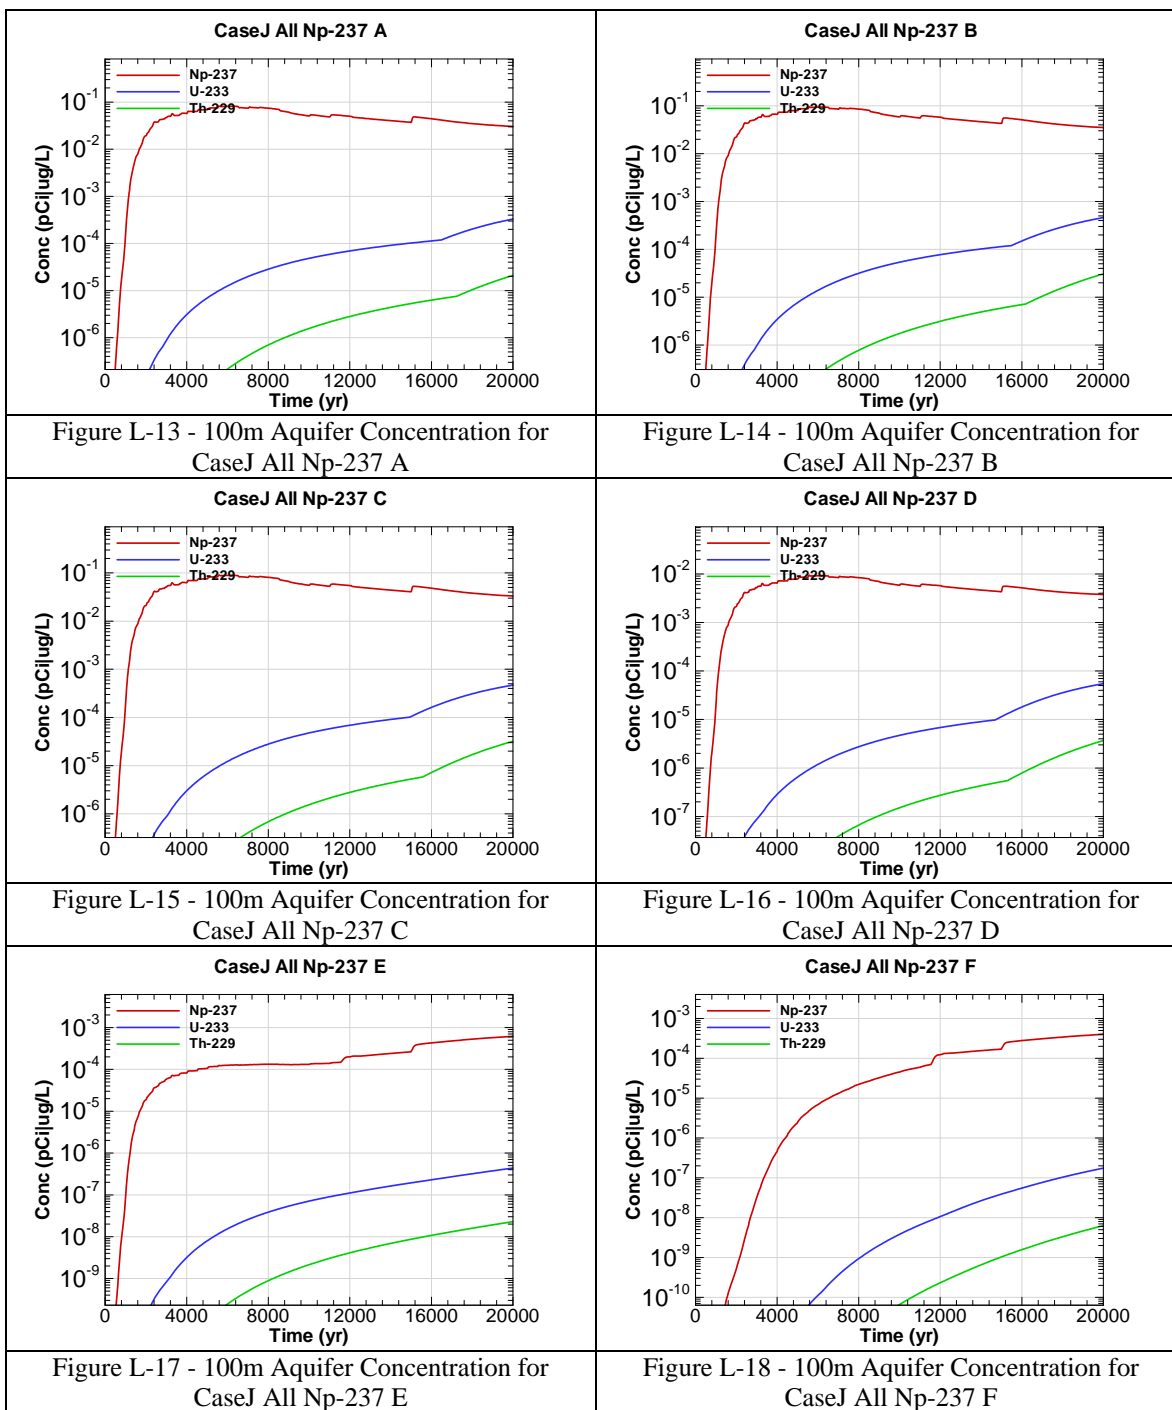 CaseJ All Np-237 A
Np-237
U-233
Th-229
Conc (pCi|ug/L)
10-1
10-2
10-3
10-4
10-5
10-6
0 4000 8000 12000 16000 20000
Time (yr)
Figure L-13 - 100m Aquifer Concentration for
CaseJ All Np-237 A
CaseJ All Np-237 B
Np-237
U-233
Th-229
Conc (pCi|ug/L)
10-1
10-2
10-3
10-4
10-5
10-6
0 4000 8000 12000 16000 20000
Time (yr)
Figure L-14 - 100m Aquifer Concentration for
CaseJ All Np-237 B
CaseJ All Np-237 C
Np-237
U-233
Th-229
Conc (pCi|ug/L)
10-1
10-2
10-3
10-4
10-5
10-6
0 4000 8000 12000 16000 20000
Time (yr)
Figure L-15 - 100m Aquifer Concentration for
CaseJ All Np-237 C
CaseJ All Np-237 D
Np-237
U-233
Th-229
Conc (pCi|ug/L)
10-2
10-3
10-4
10-5
10-6
10-7
0 4000 8000 12000 16000 20000
Time (yr)
Figure L-16 - 100m Aquifer Concentration for
CaseJ All Np-237 D
CaseJ All Np-237 E
Np-237
U-233
Th-229
Conc (pCi|ug/L)
10-3
10-4
10-5
10-6
10-7
10-8
10-9
0 4000 8000 12000 16000 20000
Time (yr)
Figure L-17 - 100m Aquifer Concentration for
CaseJ All Np-237 E
CaseJ All Np-237 F
Np-237
U-233
Th-229
Conc (pCi|ug/L)
10-3
10-4
10-5
10-6
10-7
10-8
10-9
10-10
0 4000 8000 12000 16000 20000
Time (yr)
Figure L-18 - 100m Aquifer Concentration for
CaseJ All Np-237 F